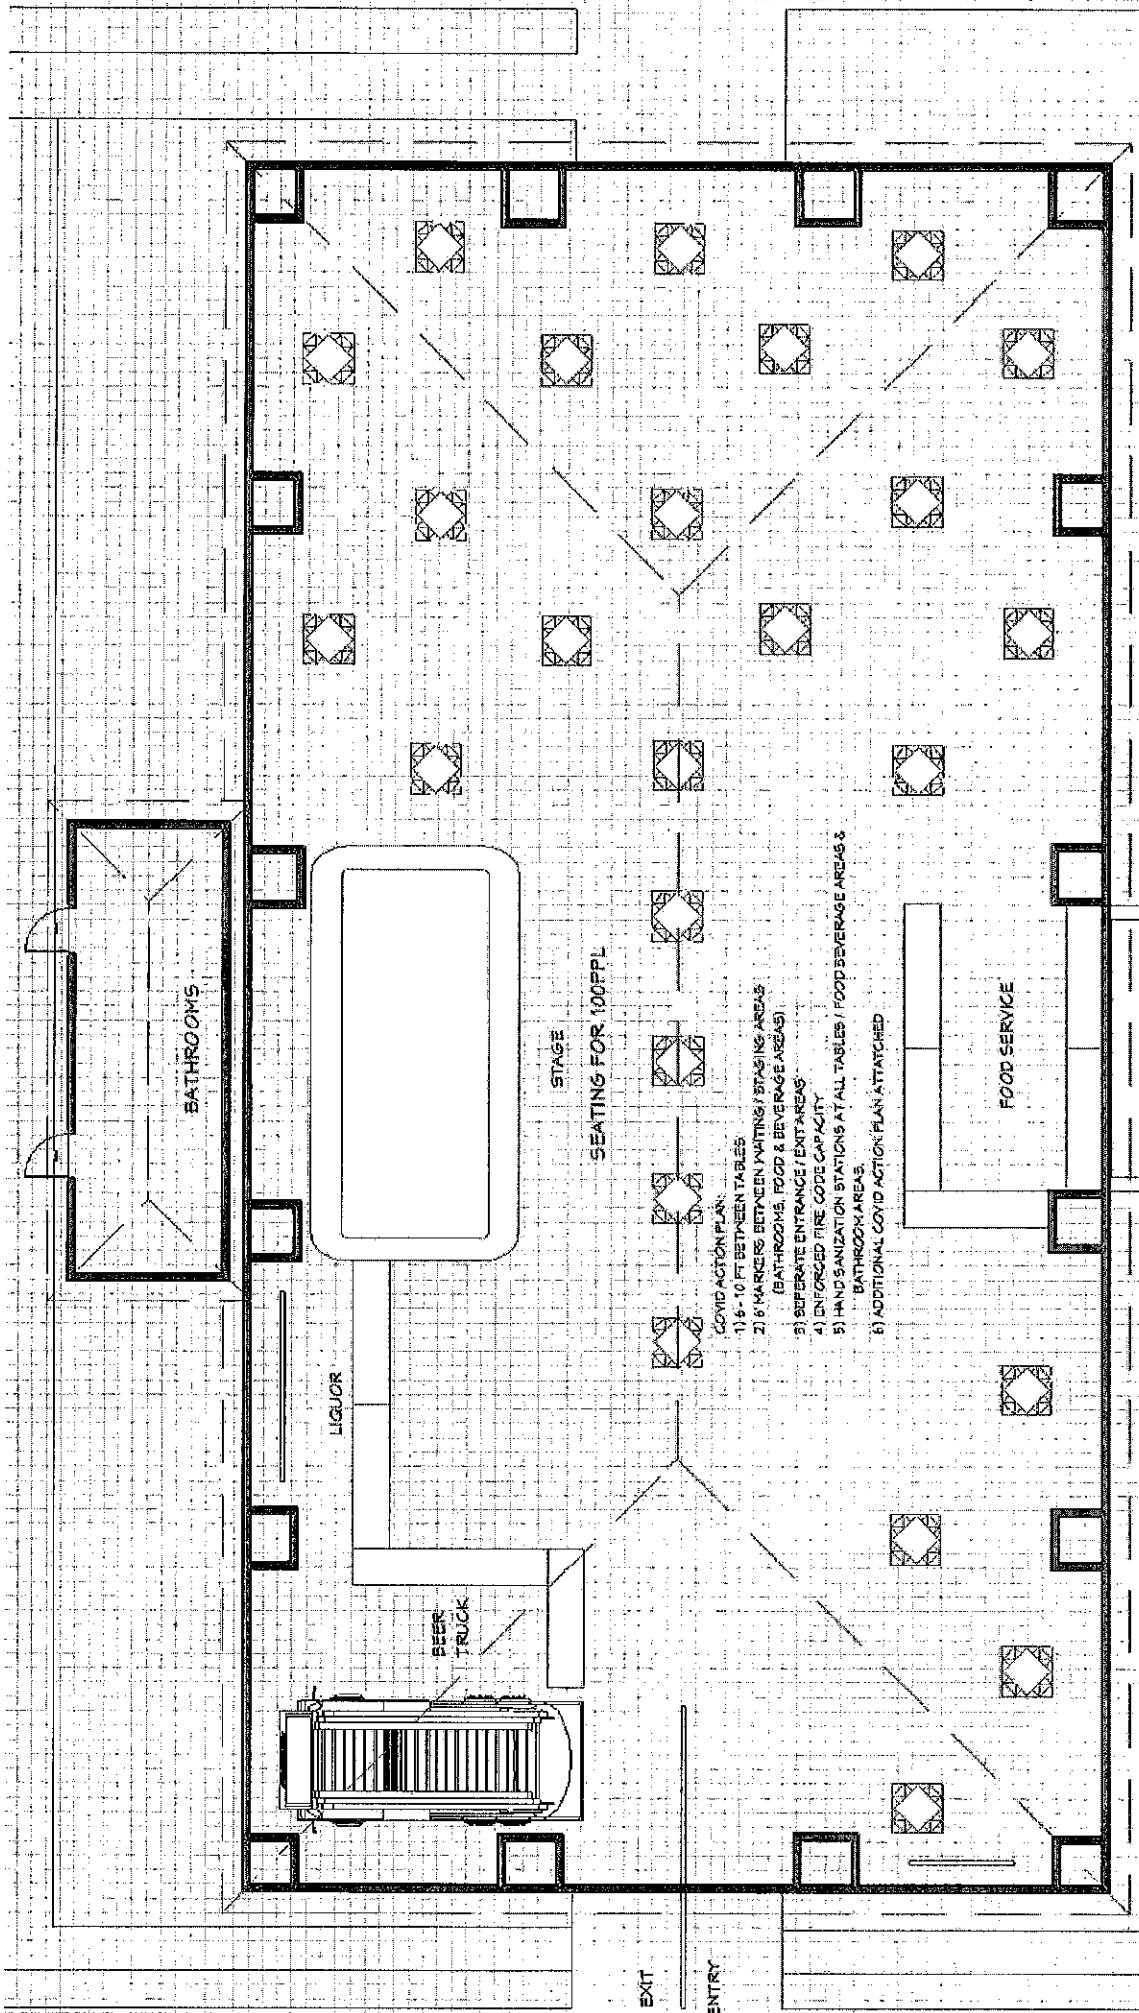 BATHROOMS
STAGE
SEATING FOR 100PPL
LIQUOR
BEER
TRUCK
COVID ACTION PLAN:
1) 6 - 10 FT BETWEEN TABLES
2) 6' MARKERS BETWEEN WAITING / STAGING AREAS
(BATHROOMS, FOOD & BEVERAGE AREAS)
3) SEPERATE ENTRANCE / EXIT AREAS
4) ENFORCED FIRE CODE CAPACITY
5) HAND SANIZATION STATIONS AT ALL TABLES / FOOD BEVERAGE AREAS &
BATHROOM AREAS.
6) ADDITIONAL COVID ACTION PLAN ATTATCHED
FOOD SERVICE
EXIT
ENTRY